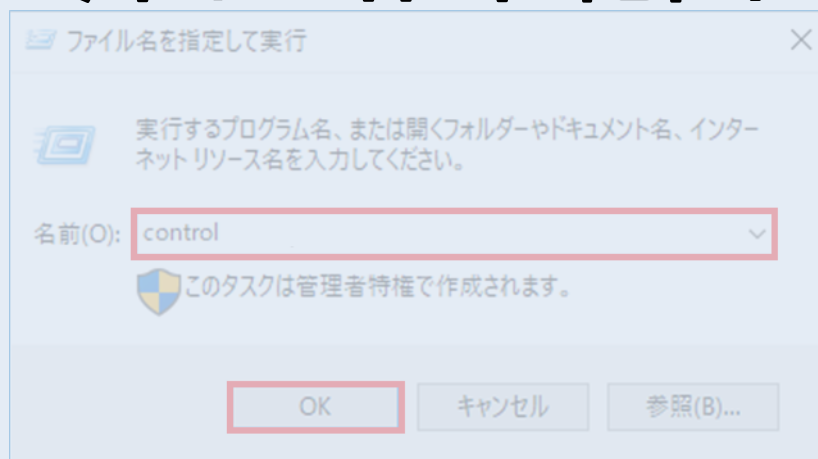 ファイル名を指定して実行
実行するプログラム名、または開くフォルダーやドキュメント名、インター
ネット リソース名を入力してください。
名前(O):
control
このタスクは管理者特権で作成されます。
OK
キャンセル
参照(B)...